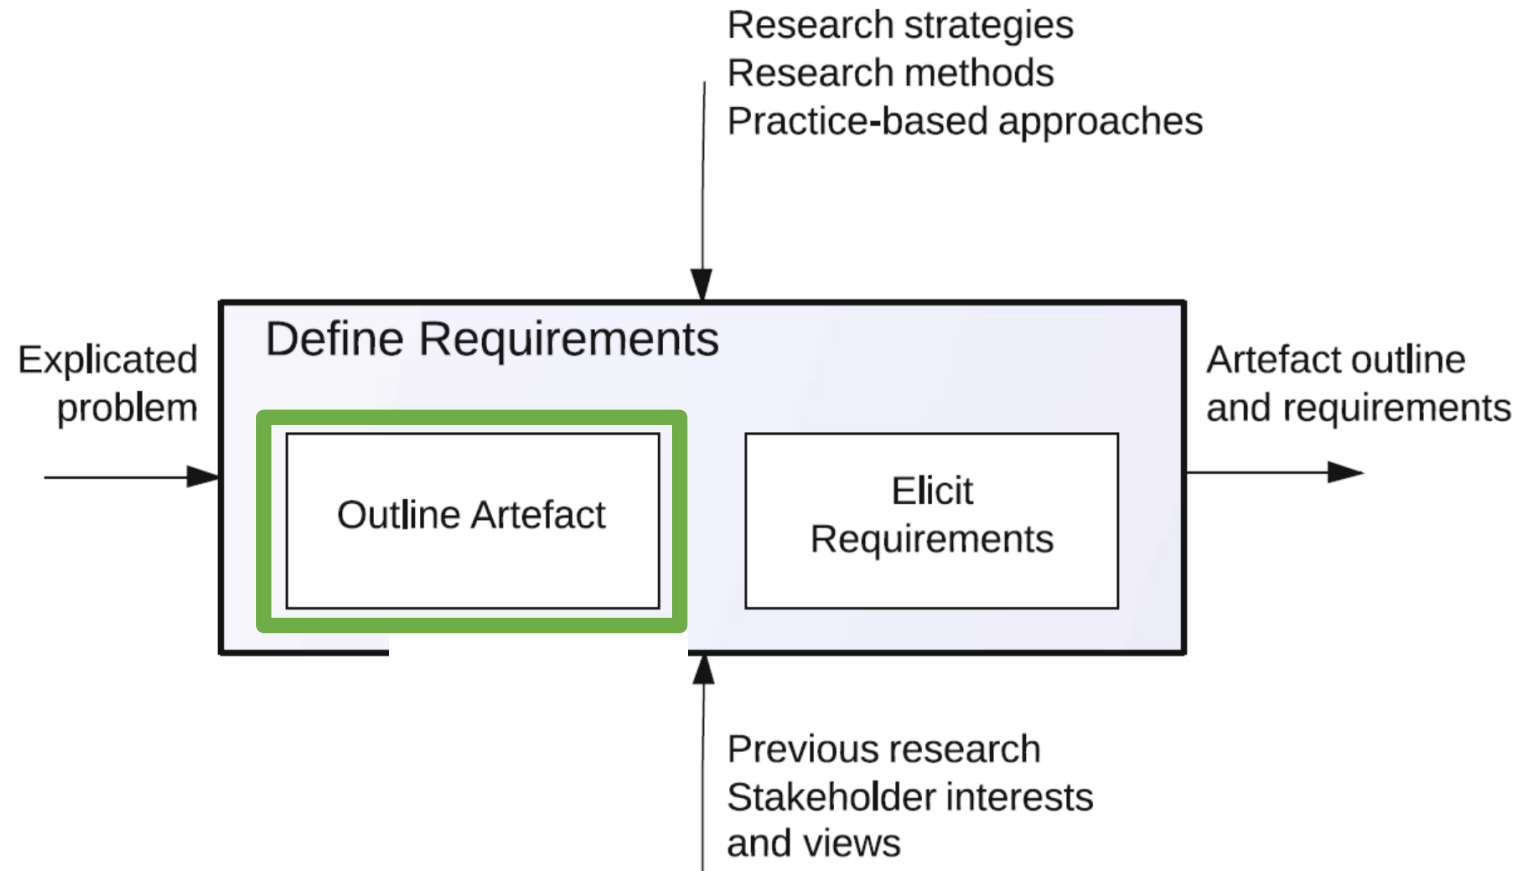 Research strategies
Research methods
Practice-based approaches
Define Requirements
Explicated
problem
Outline Artefact
Elicit
Requirements
Artefact outline
and requirements
Previous research
Stakeholder interests
and views